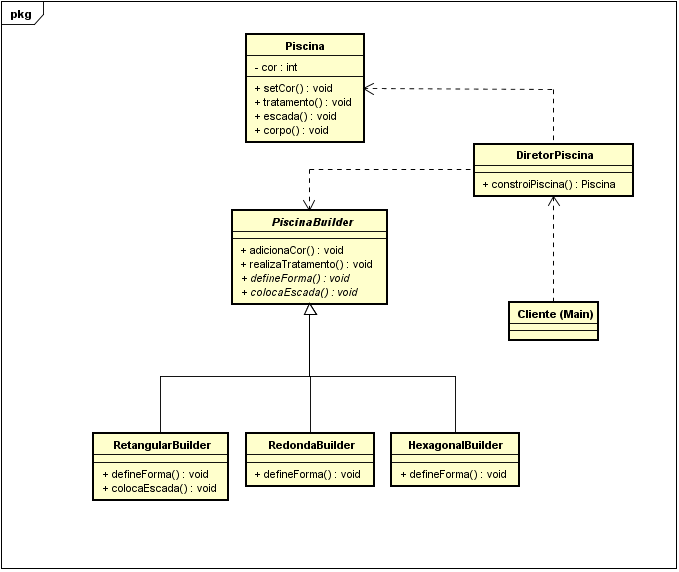 pkg
Piscina
- cor : int
+ setCor() : void
+ tratamento() : void
+ escada() : void
+ corpo() : void
DiretorPiscina
+ constroiPiscina() : Piscina
PiscinaBuilder
+ adicionaCor() : void
+ realizaTratamento() : void
+ defineForma() : void
+ colocaEscada() : void
Cliente (Main)
RetangularBuilder
+ defineForma() : void
+ colocaEscada() : void
RedondaBuilder
+ defineForma() : void
HexagonalBuilder
+ defineForma() : void